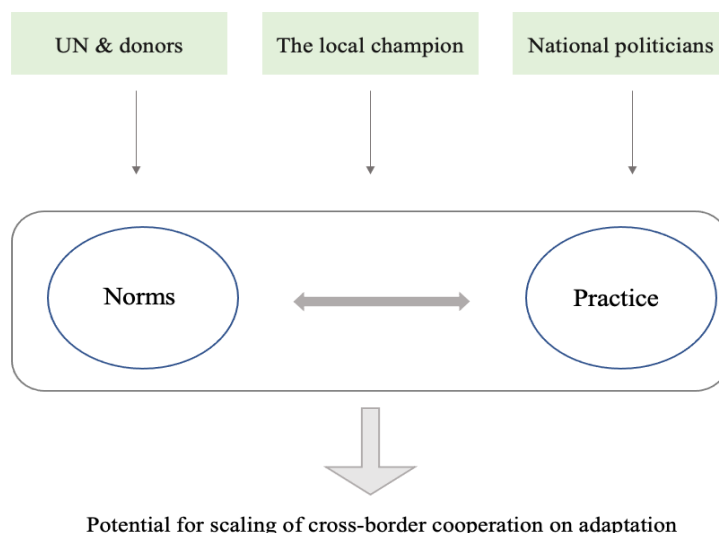 UN & donors
The local champion
National politicians
Norms
Practice
Potential for scaling of cross-border cooperation on adaptation